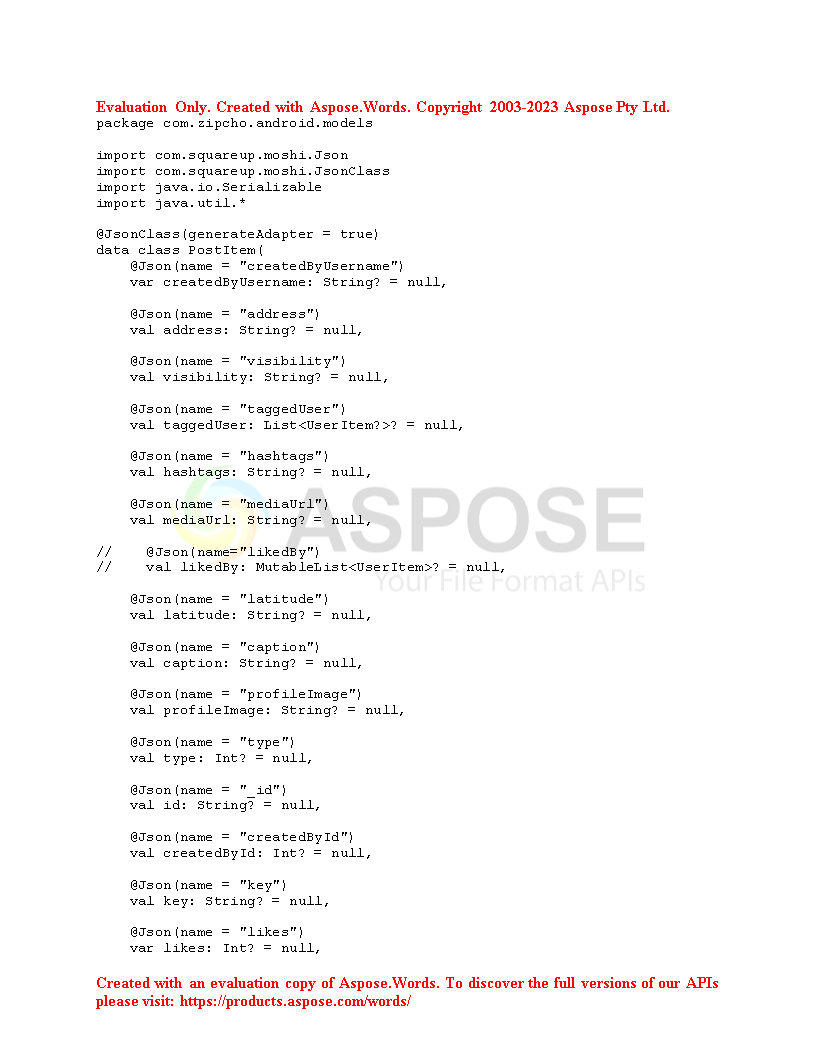 Evaluation Only. Created with Aspose.Words. Copyright 2003-2023 Aspose Pty Ltd.
package com.zipcho.android.models

import com.squareup.moshi.Json
import com.squareup.moshi.JsonClass
import java.io.Serializable
import java.util.*

@JsonClass(generateAdapter = true)
data class PostItem(
    @Json(name = "createdByUsername")
    var createdByUsername: String? = null,

    @Json(name = "address")
    val address: String? = null,

    @Json(name = "visibility")
    val visibility: String? = null,

    @Json(name = "taggedUser")
    val taggedUser: List<UserItem?>? = null,

    @Json(name = "hashtags")
    val hashtags: String? = null,

    @Json(name = "mediaUrl")
    val mediaUrl: String? = null,
ASPOSE

//    @Json(name="likedBy")
//    val likedBy: MutableList<UserItem>? = null,
Your File Format APIs

    @Json(name = "latitude")
    val latitude: String? = null,

    @Json(name = "caption")
    val caption: String? = null,

    @Json(name = "profileImage")
    val profileImage: String? = null,

    @Json(name = "type")
    val type: Int? = null,

    @Json(name = "_id")
    val id: String? = null,

    @Json(name = "createdById")
    val createdById: Int? = null,

    @Json(name = "key")
    val key: String? = null,

    @Json(name = "likes")
    var likes: Int? = null,

Created with an evaluation copy of Aspose.Words. To discover the full versions of our APIs
please visit: https://products.aspose.com/words/